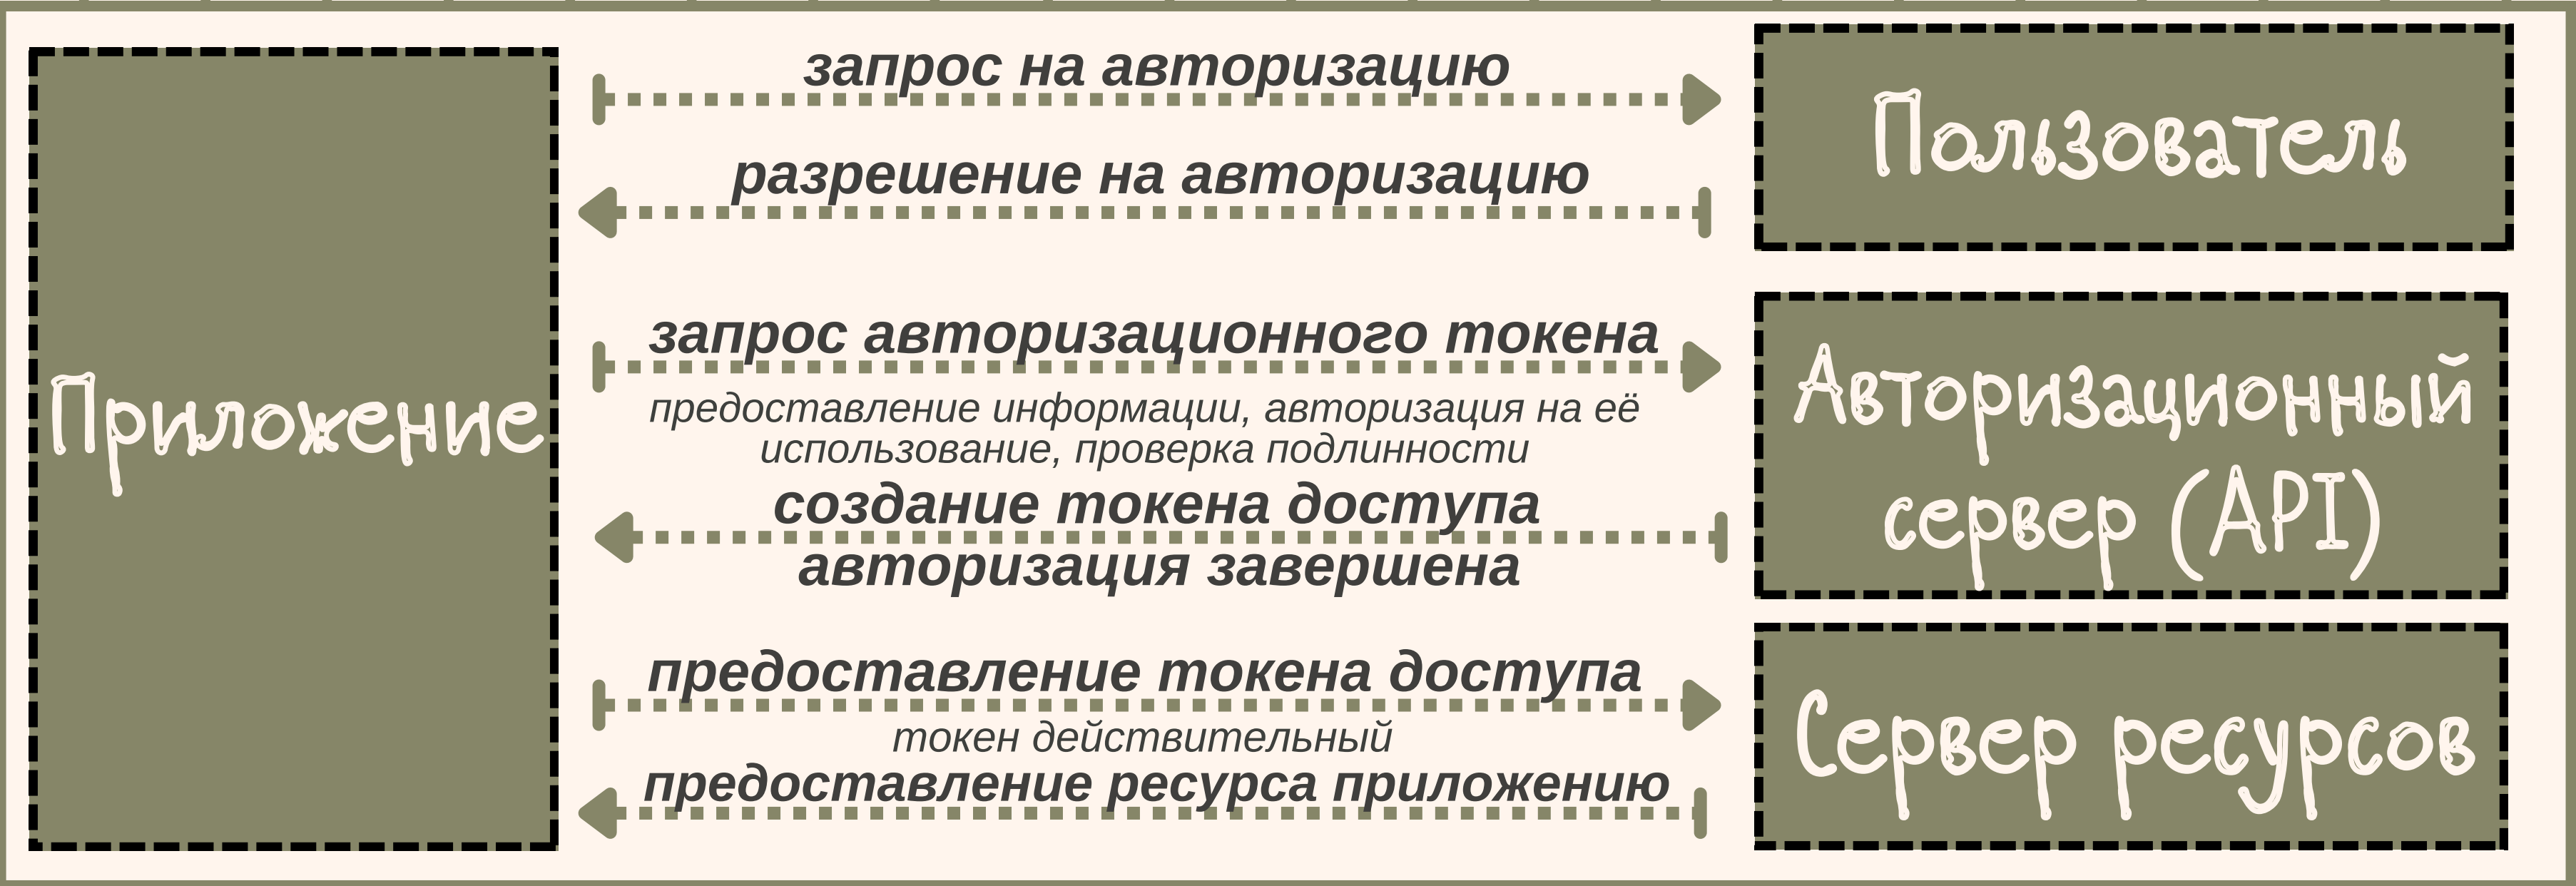 Приложение
запрос на авторизацию
разрешение на авторизацию
Пользователь
запрос авторизационного токена
предоставление информации, авторизация на её
использование, проверка подлинности
создание токена доступа
авторизация завершена
Авторизационный
сервер (API)
предоставление токена доступа
токен действительный
предоставление ресурса приложению
Сервер ресурсов